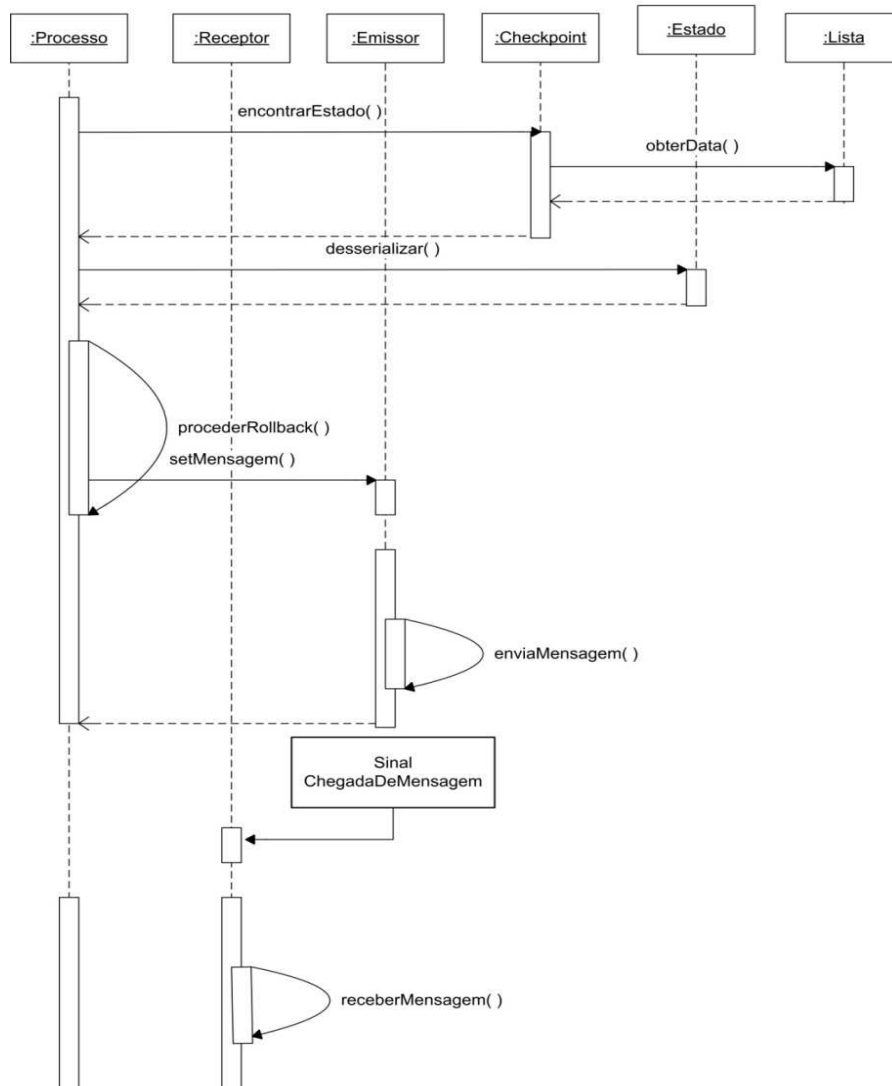 :Processo
:Receptor
:Emissor
:Checkpoint
:Estado
:Lista
encontrarEstado( )
obterData( )
desserializar( )
procederRollback( )
setMensagem( )
enviaMensagem( )
Sinal
ChegadaDeMensagem
receberMensagem( )